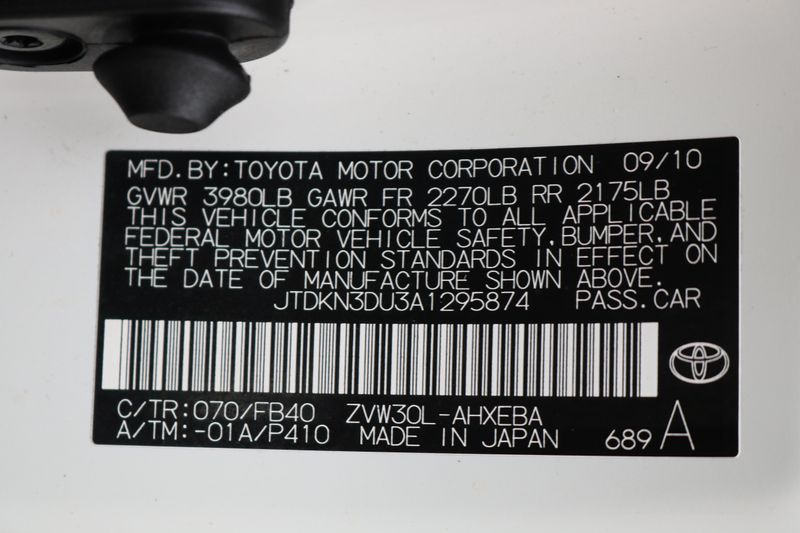 MFD.BY:TOYOTA MOTOR CORPORATION 09/10
GVWR 3980LB GAWR FR 2270LB RR 2175LB
THIS VEHICLE CONFORMS TO ALL APPLICABLE
FEDERAL MOTOR VEHICLE SAFETY,BUMPER,AND
THEFT PREVENTION STANDARDS IN EFFECT ON
THE DATE OF MANUFACTURE SHOWN ABOVE.
JTDKN3DU3A1295874 PASS.CAR
C/TR:070/FB40 ZVW30L-AHXEBA
A/TM:-01A/P410 MADE IN JAPAN 689 A